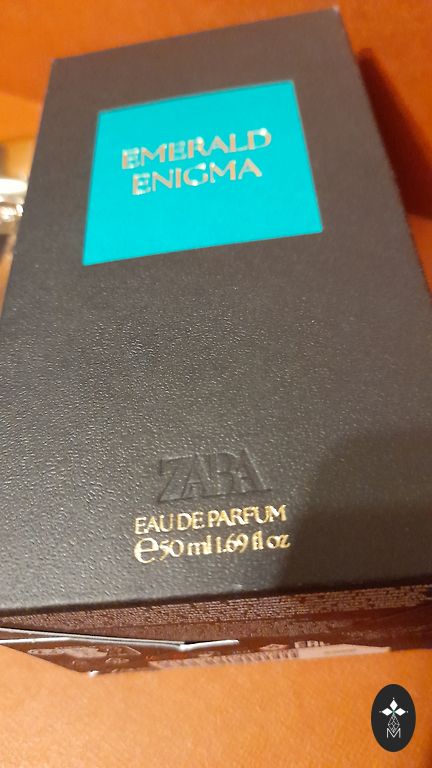 EMERALD
ENIGMA
ZARA
EAU DE PARFUM
℮50 ml 1.69 fl oz
M